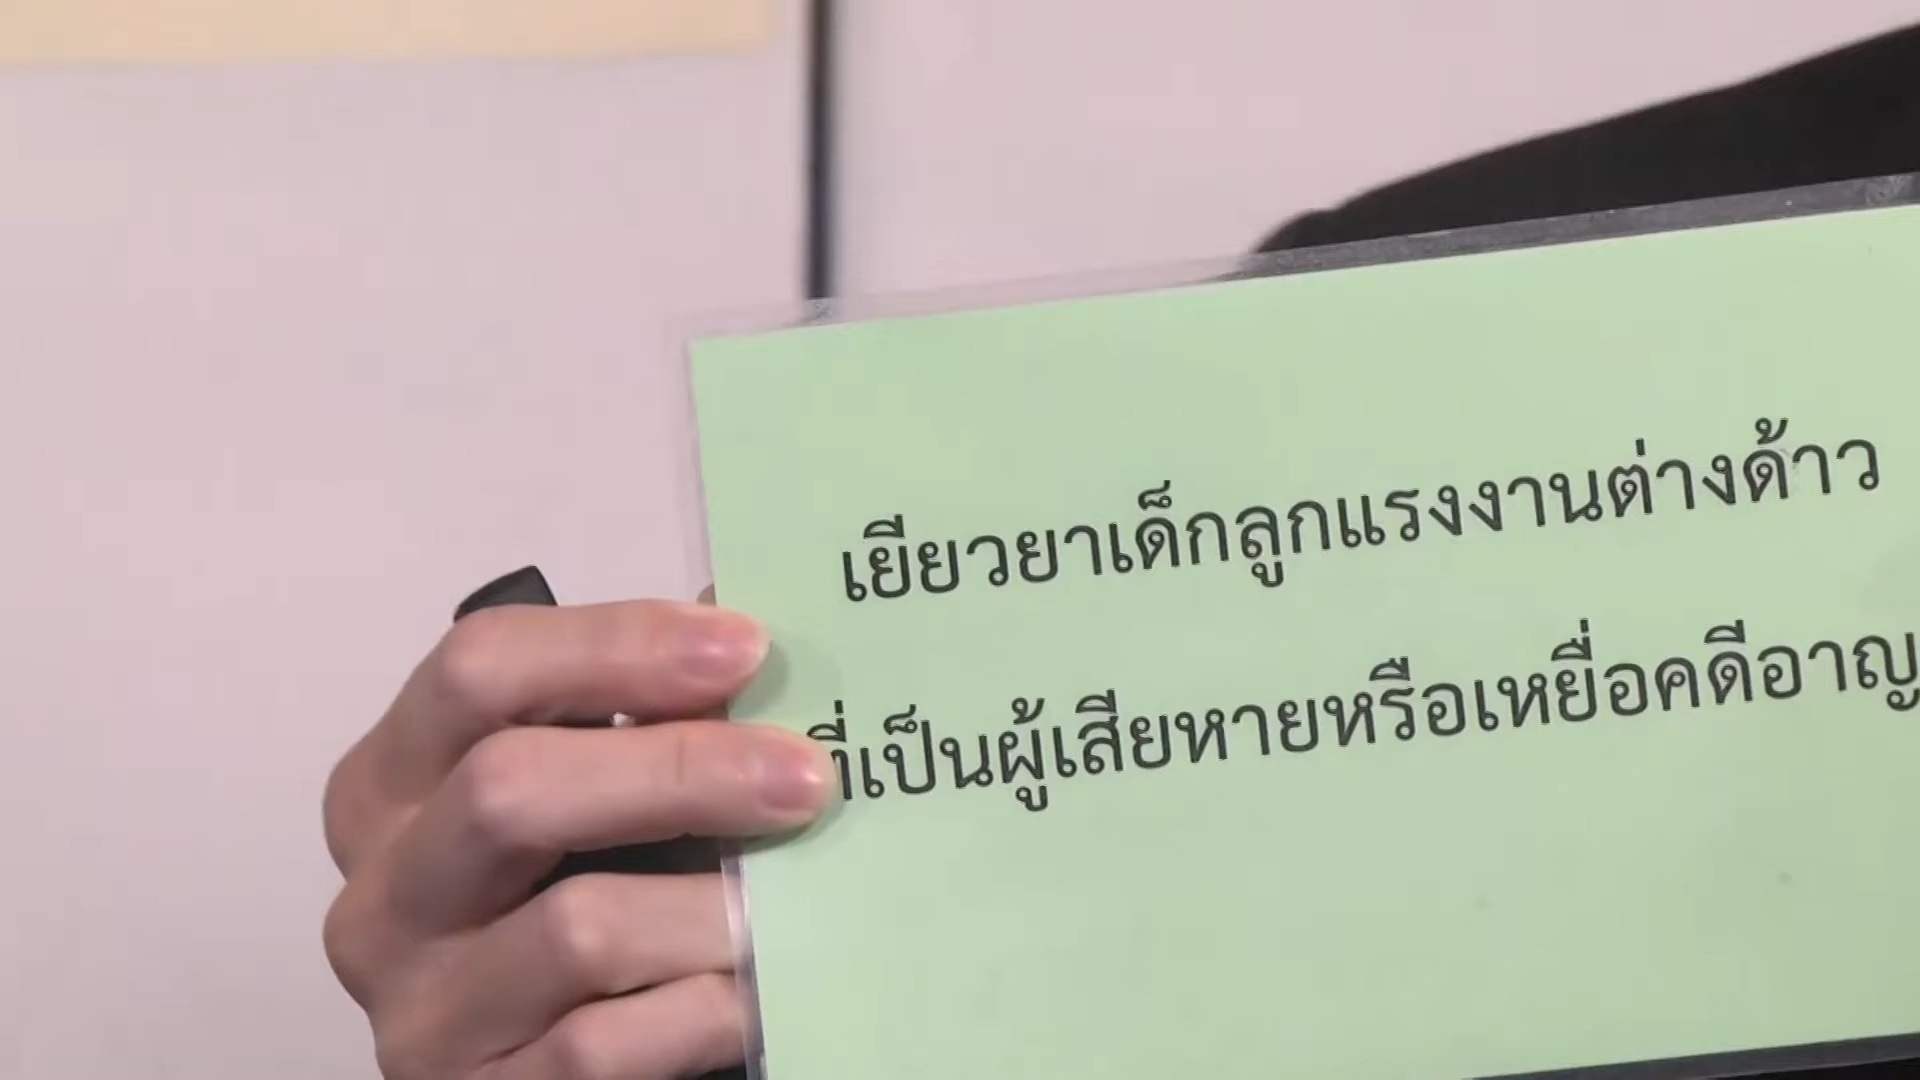 เยียวยาเด็กลูกแรงงานต่างด้าว
ที่เป็นผู้เสียหายหรือเหยื่อคดีอาญ